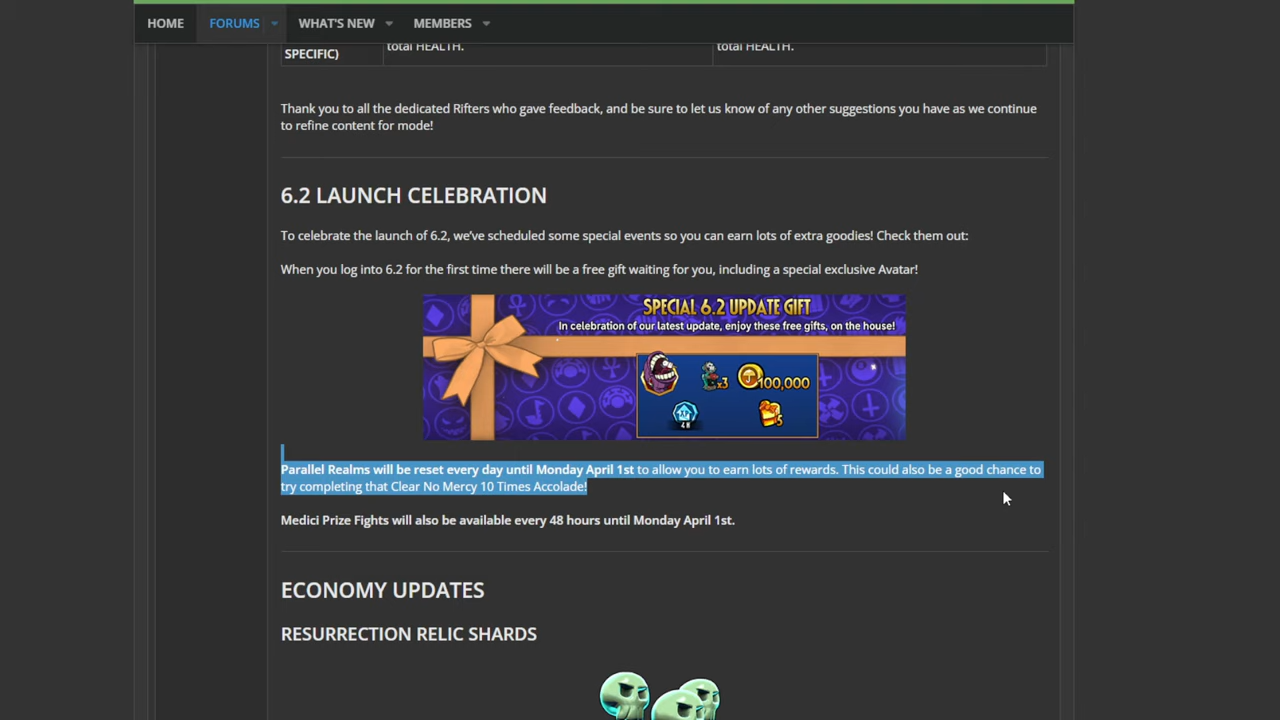 HOME FORUMS WHAT'S NEW MEMBERS
total HEALTH. total HEALTH.
SPECIFIC)
Thank you to all the dedicated Rifters who gave feedback, and be sure to let us know of any other suggestions you have as we continue
to refine content for mode!
6.2 LAUNCH CELEBRATION
To celebrate the launch of 6.2, we've scheduled some special events so you can earn lots of extra goodies! Check them out:
When you log into 6.2 for the first time there will be a free gift waiting for you, including a special exclusive Avatar!
SPECIAL 6.2 UPDATE GIFT
In celebration of our latest update, enjoy these free gifts, on the house!
x3 100,000
4H 5
Parallel Realms will be reset every day until Monday April 1st to allow you to earn lots of rewards. This could also be a good chance to
try completing that Clear No Mercy 10 Times Accolade!
Medici Prize Fights will also be available every 48 hours until Monday April 1st.
ECONOMY UPDATES
RESURRECTION RELIC SHARDS